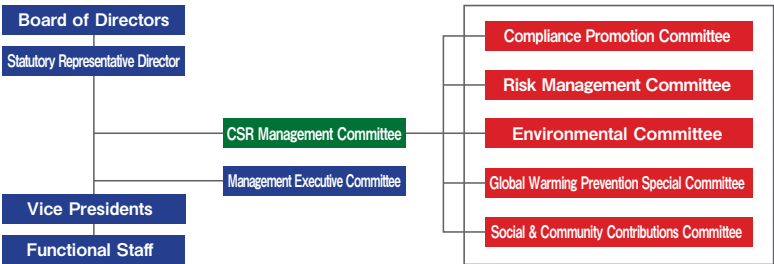 Board of Directors
Statutory Representative Director
CSR Management Committee
Management Executive Committee
Vice Presidents
Functional Staff
Compliance Promotion Committee
Risk Management Committee
Environmental Committee
Global Warming Prevention Special Committee
Social & Community Contributions Committee